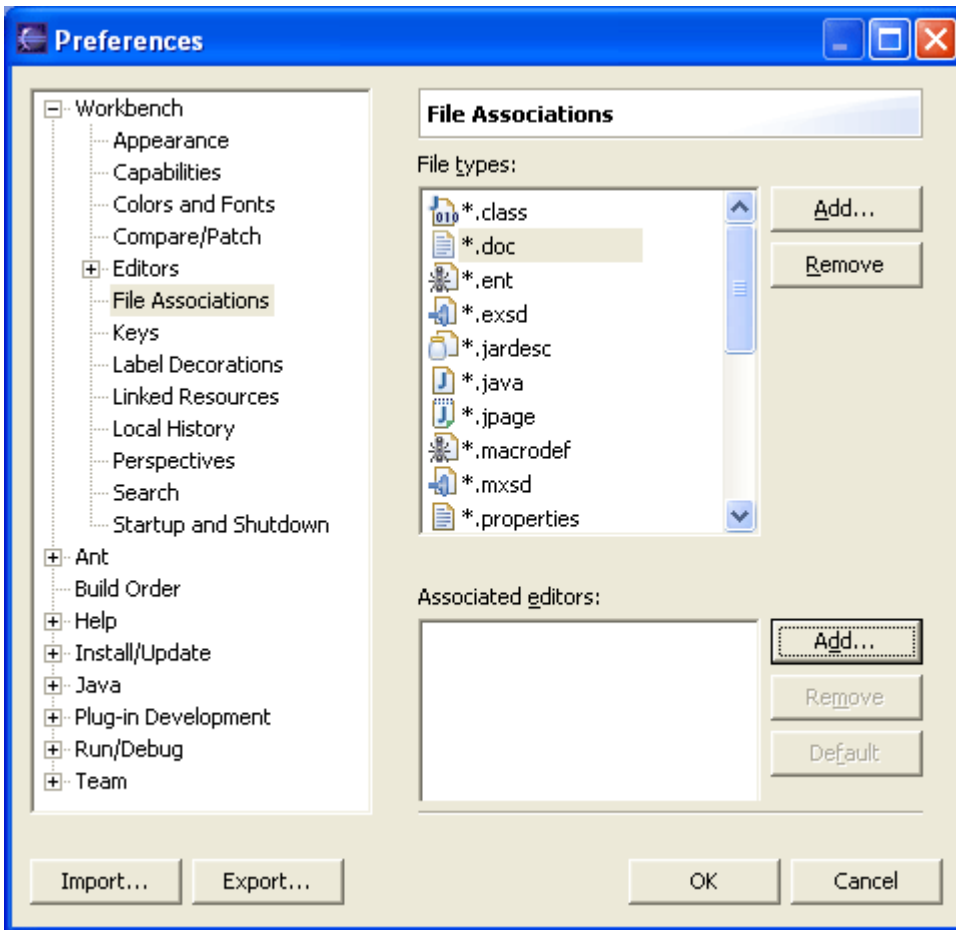 Preferences
Workbench
Appearance
Capabilities
Colors and Fonts
Compare/Patch
Editors
File Associations
Keys
Label Decorations
Linked Resources
Local History
Perspectives
Search
Startup and Shutdown
Ant
Build Order
Help
Install/Update
Java
Plug-in Development
Run/Debug
Team
File Associations
File types:
*.class
*.doc
*.ent
*.exsd
*.jardesc
*.java
*.jpage
*.macrodef
*.mxsd
*.properties
Add...
Remove
Associated editors:
Add...
Remove
Default
Import...
Export...
OK
Cancel